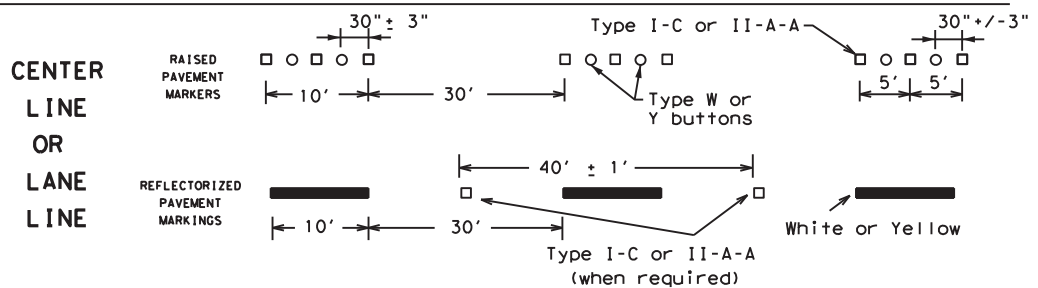 CENTER
LINE
OR
LANE
LINE
RAISED
PAVEMENT
MARKERS
30"± 3"
10'
30'
Type I-C or II-A-A
Type W or
Y buttons
30"+/-3"
5'
5'
REFLECTORIZED
PAVEMENT
MARKINGS
40' ± 1'
10'
30'
Type I-C or II-A-A
(when required)
White or Yellow